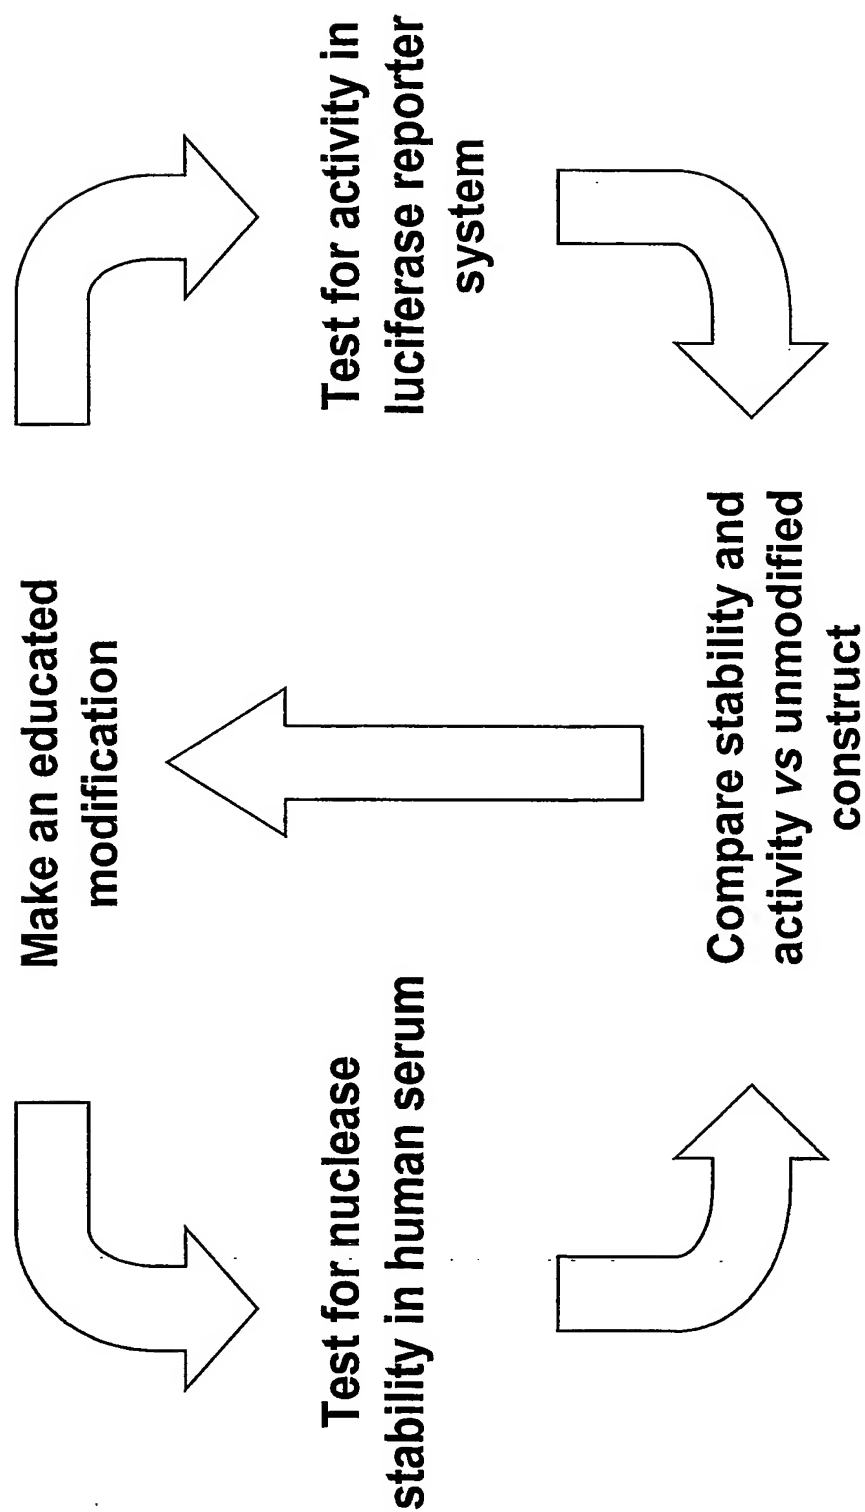 Make an educated
modification
Test for nuclease
stability in human serum
Test for activity in
luciferase reporter
system
Compare stability and
activity vs unmodified
construct